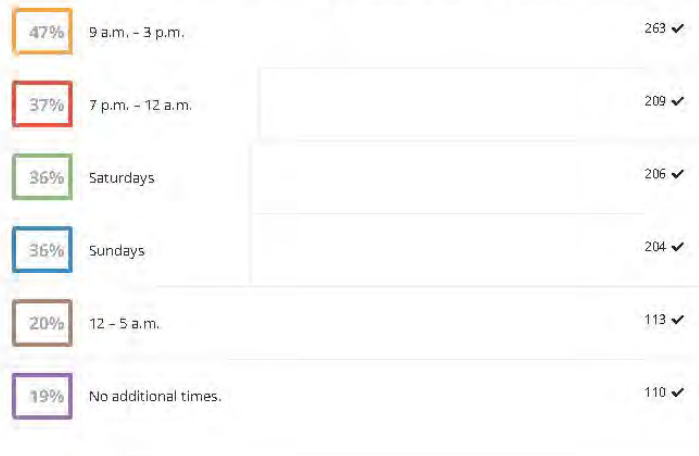 47% 9 a.m. – 3 p.m. 263 ✔
37% 7 p.m. – 12 a.m. 209 ✔
36% Saturdays 206 ✔
36% Sundays 204 ✔
20% 12 – 5 a.m. 113 ✔
19% No additional times. 110 ✔